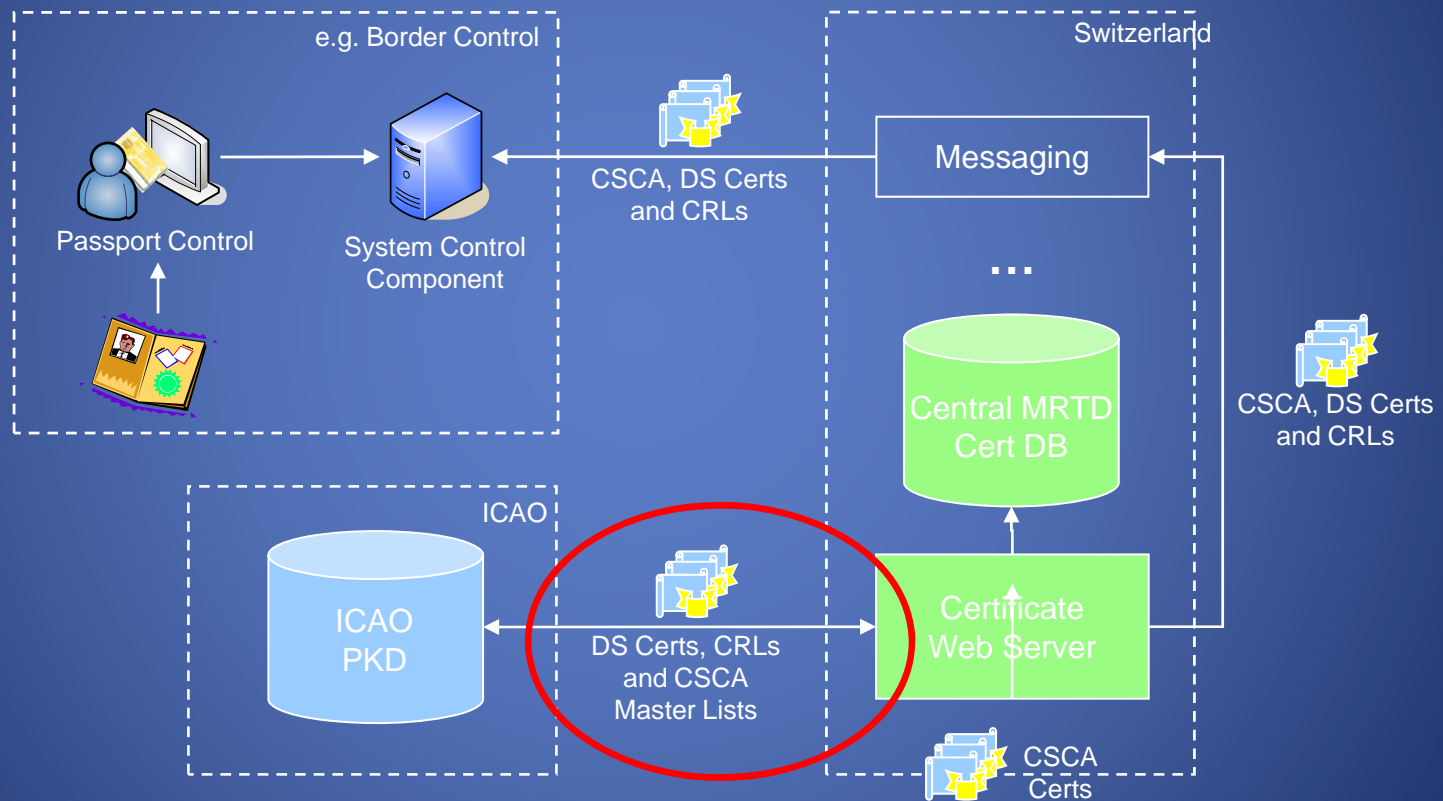 e.g. Border Control
Switzerland
Messaging
CSCA, DS Certs
and CRLs
Passport Control
System Control
Component
...
Central MRTD
Cert DB
CSCA, DS Certs
and CRLs
ICAO
ICAO
PKD
DS Certs, CRLs
and CSCA
Master Lists
Certificate
Web Server
CSCA
Certs